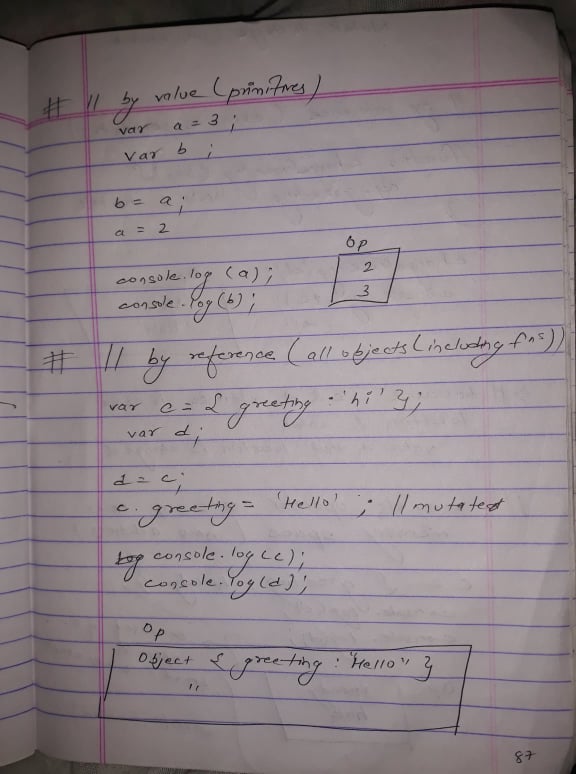 # // by value (primitives)
var a = 3 ;
var b ;
b = a ;
a = 2
console.log (a) ;
console.log (b) ;
Op
2
3
# // by reference (all objects (including fns))
var c = { greeting : 'hi' };
var d ;
d = c ;
c. greeting = 'Hello' ; // mutated
console.log (c);
console.log (d);
Op
Object { greeting : "Hello" }
"
87